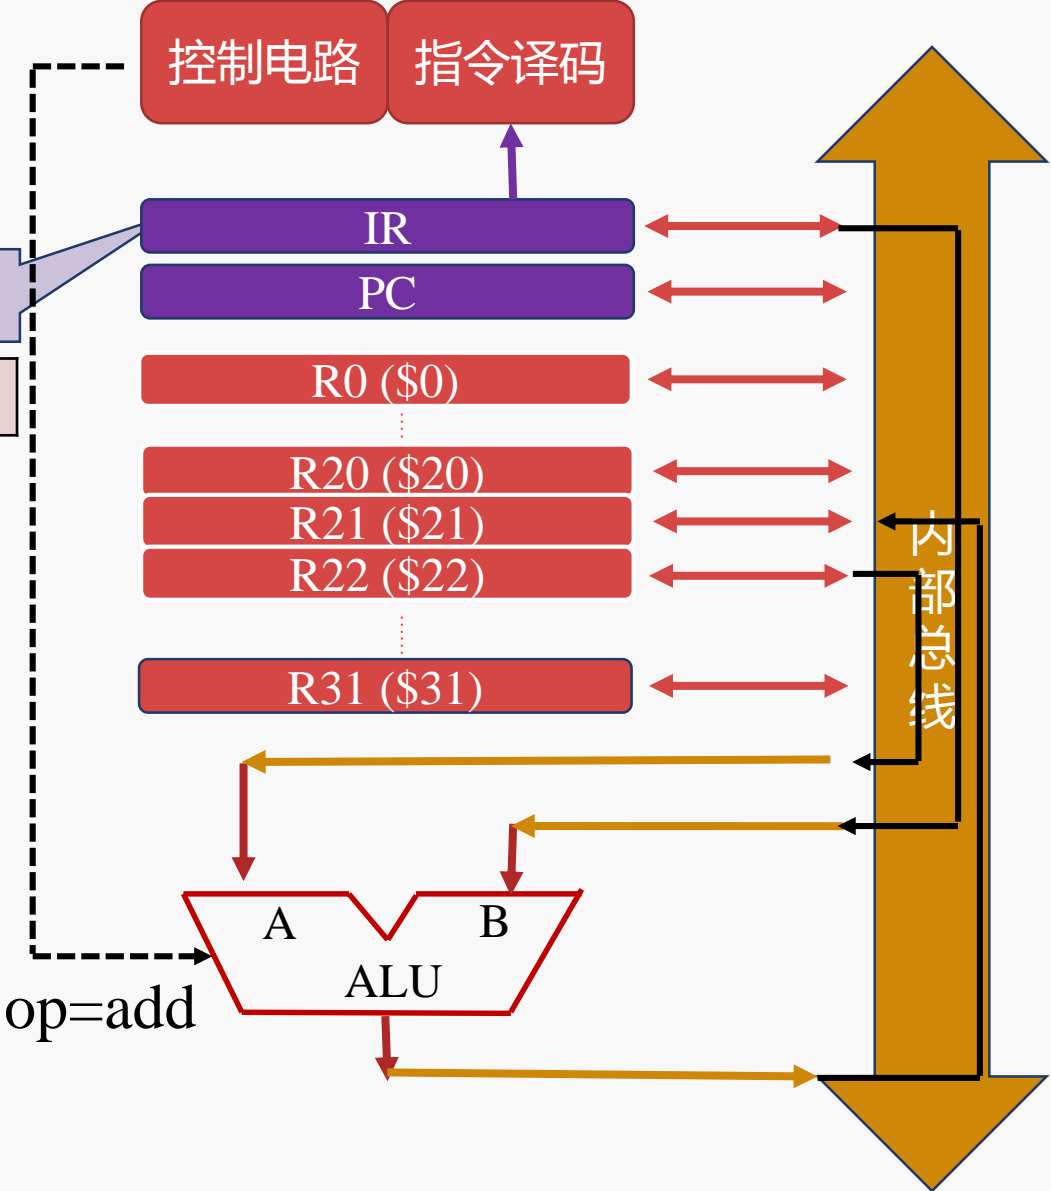 控制电路
指令译码
IR
PC
R0 ($0)
R20 ($20)
R21 ($21)
R22 ($22)
R31 ($31)
内部总线
A
B
ALU
op=add